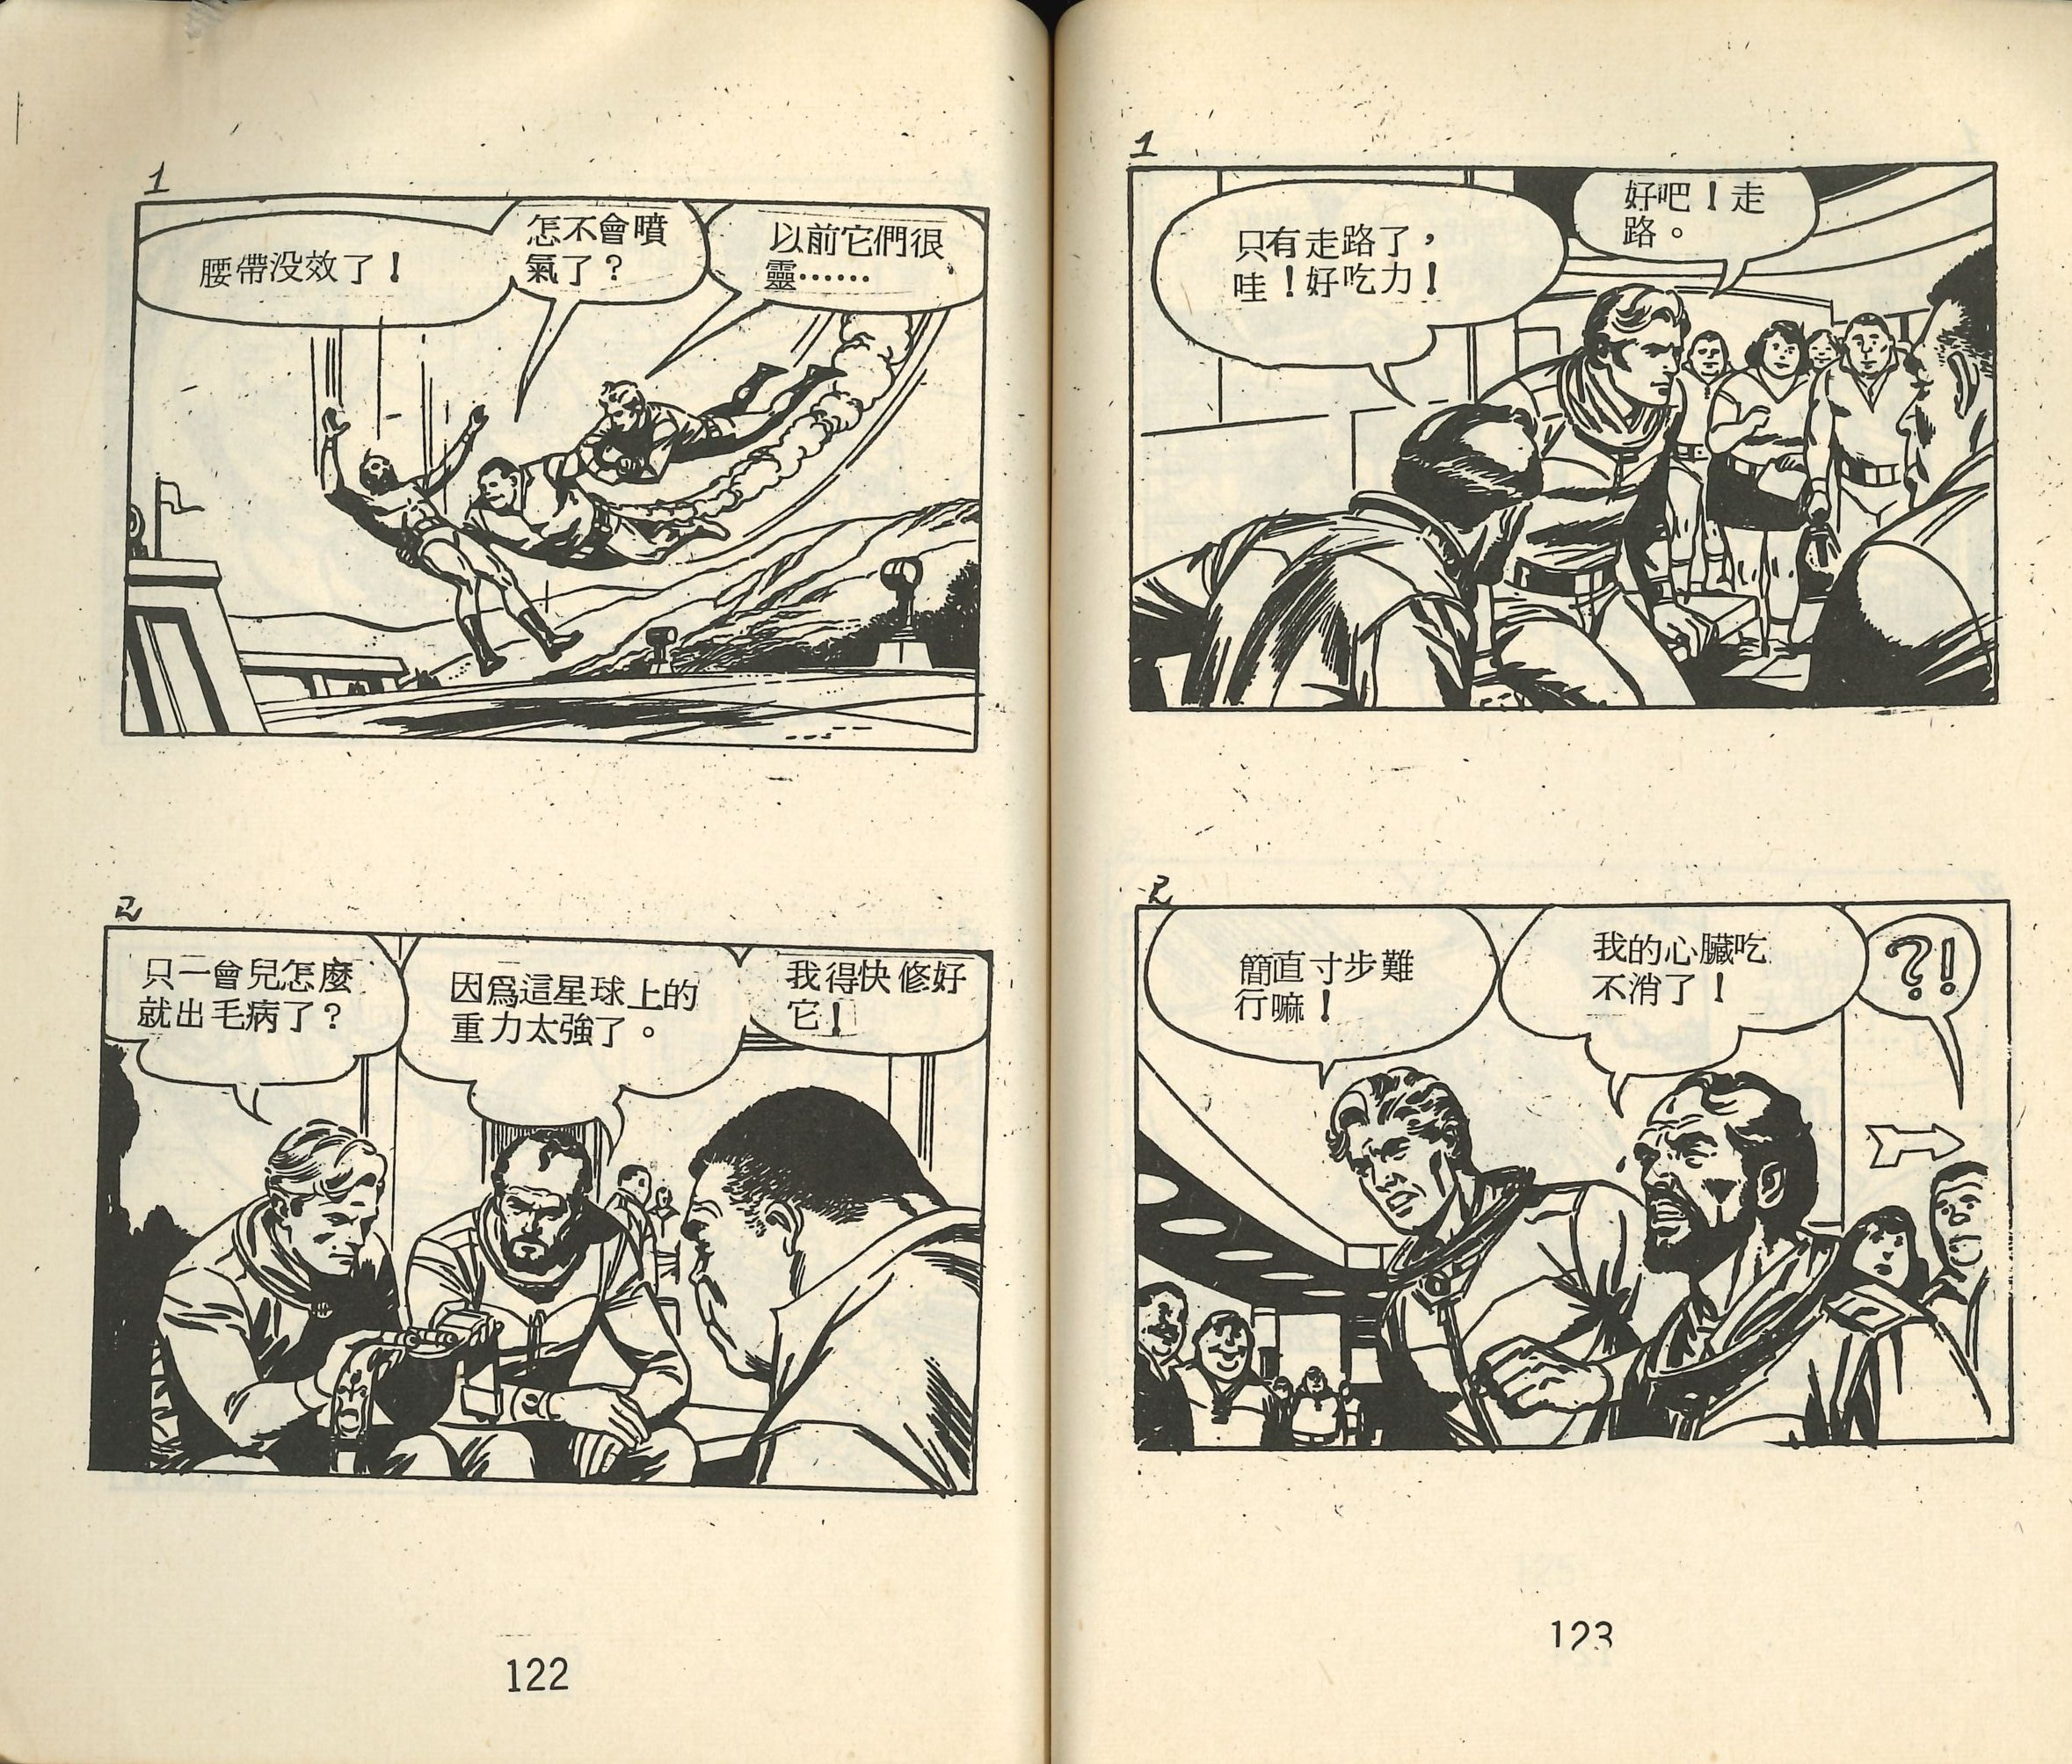 1
腰帶没效了！
怎不會噴
氣了？
以前它們很
靈……
2
只一會兒怎麼
就出毛病了？
因爲這星球上的
重力太強了。
我得快修好
它！
122
1
只有走路了，
哇！好吃力！
好吧！走
路。
2
簡直寸步難
行嘛！
我的心臟吃
不消了！
?!
123